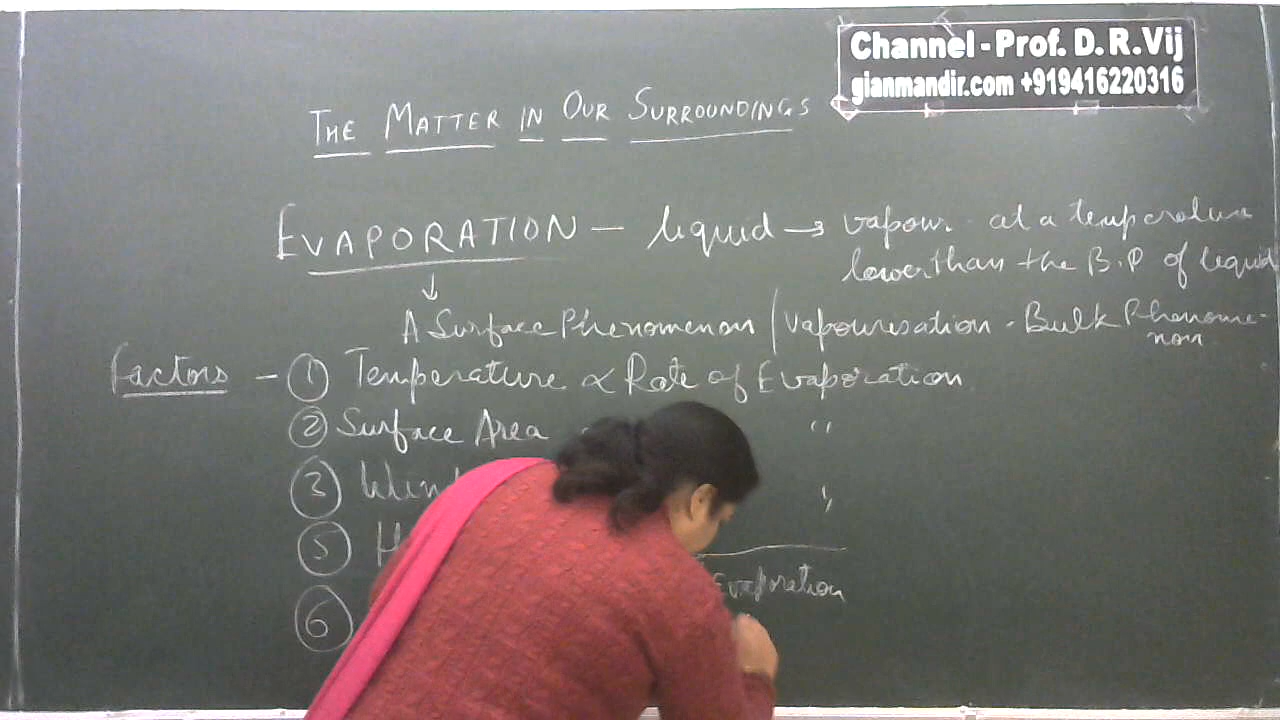 Channel - Prof. D. R. Vij
gianmandir.com +919416220316
THE MATTER IN OUR SURROUNDINGS
EVAPORATION — liquid → vapour at a temperature
lower than the B.P of liquid
↓
A Surface Phenomenon / Vapourisation - Bulk Phenome-
non
Factors - ① Temperature ∝ Rate of Evaporation
② Surface Area "
③ "
⑤ H
⑥
Evaporation